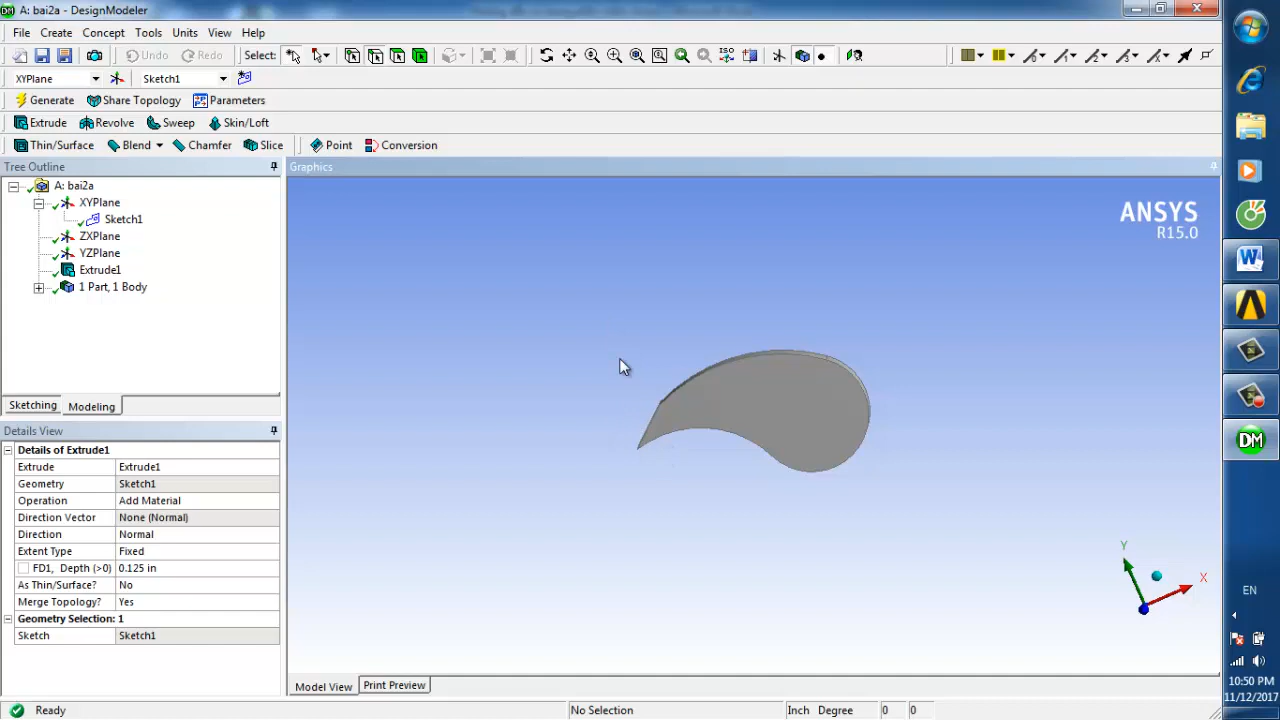 A: bai2a - DesignModeler
File Create Concept Tools Units View Help
Undo Redo Select:
XYPlane Sketch1
Generate Share Topology Parameters
Extrude Revolve Sweep Skin/Loft
Thin/Surface Blend Chamfer Slice Point Conversion
Tree Outline
A: bai2a
XYPlane
Sketch1
ZXPlane
YZPlane
Extrude1
1 Part, 1 Body
Sketching Modeling
Details View
Details of Extrude1
Extrude Extrude1
Geometry Sketch1
Operation Add Material
Direction Vector None (Normal)
Direction Normal
Extent Type Fixed
FD1, Depth (>0) 0.125 in
As Thin/Surface? No
Merge Topology? Yes
Geometry Selection: 1
Sketch Sketch1
Graphics
ANSYS
R15.0
Y
X
Model View Print Preview
Ready No Selection Inch Degree 0 0
DM
W
DM
EN
10:50 PM
11/12/2017